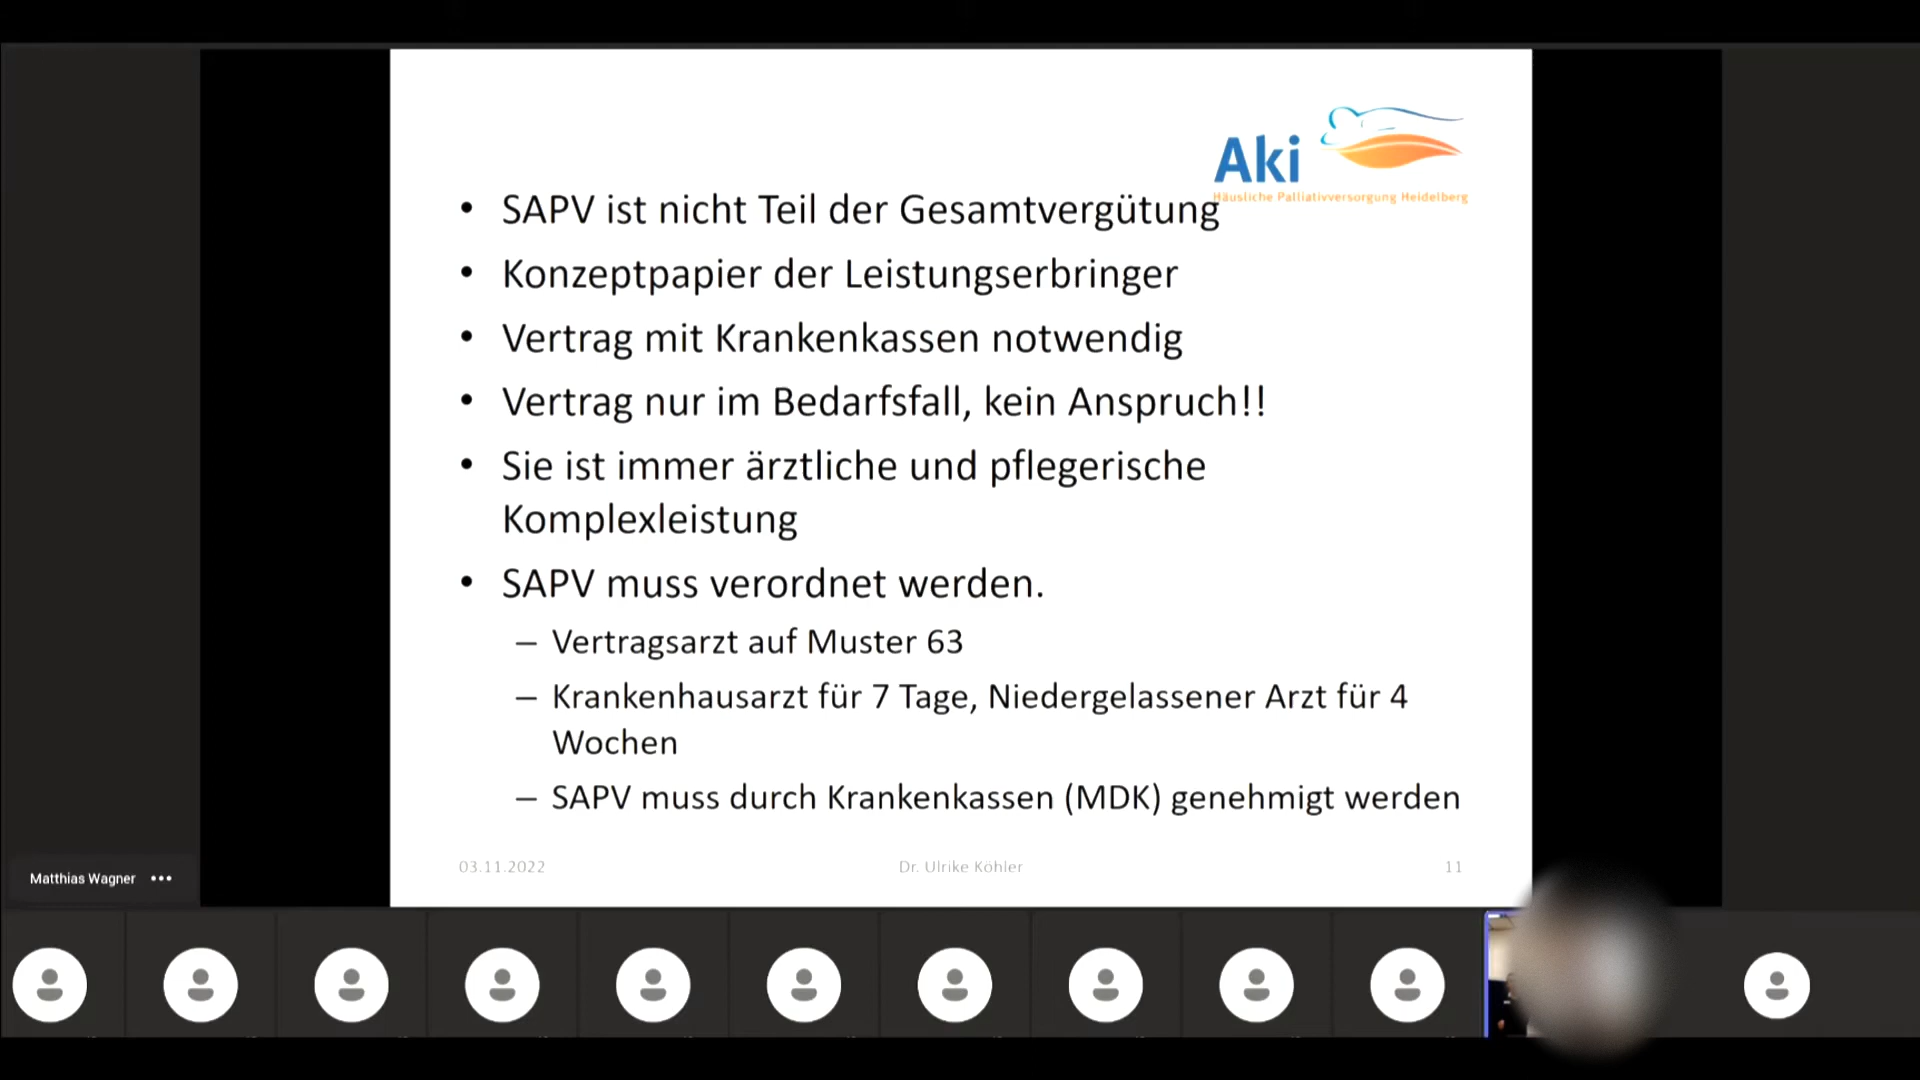 Aki
Häusliche Palliativversorgung Heidelberg
• SAPV ist nicht Teil der Gesamtvergütung
• Konzeptpapier der Leistungserbringer
• Vertrag mit Krankenkassen notwendig
• Vertrag nur im Bedarfsfall, kein Anspruch!!
• Sie ist immer ärztliche und pflegerische
Komplexleistung
• SAPV muss verordnet werden.
– Vertragsarzt auf Muster 63
– Krankenhausarzt für 7 Tage, Niedergelassener Arzt für 4
Wochen
– SAPV muss durch Krankenkassen (MDK) genehmigt werden
03.11.2022
Dr. Ulrike Köhler
11
Matthias Wagner